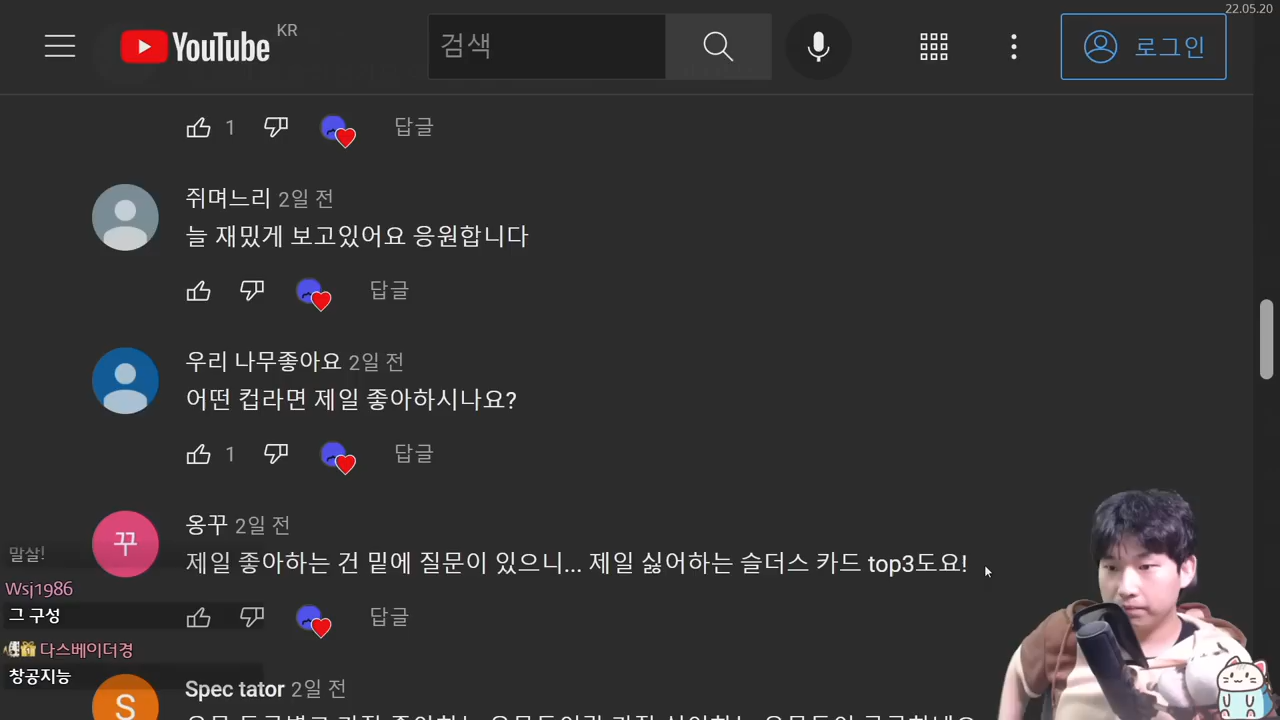 22.05.20
YouTube KR
검색
로그인
1 답글
쥐며느리 2일 전
늘 재밌게 보고있어요 응원합니다
답글
우리 나무좋아요 2일 전
어떤 컵라면 제일 좋아하시나요?
1 답글
꾸
옹꾸 2일 전
제일 좋아하는 건 밑에 질문이 있으니... 제일 싫어하는 슬더스 카드 top3도요!
답글
말살!
Wsj1986
그 구성
다스베이더경
창공지능
S
Spec tator 2일 전